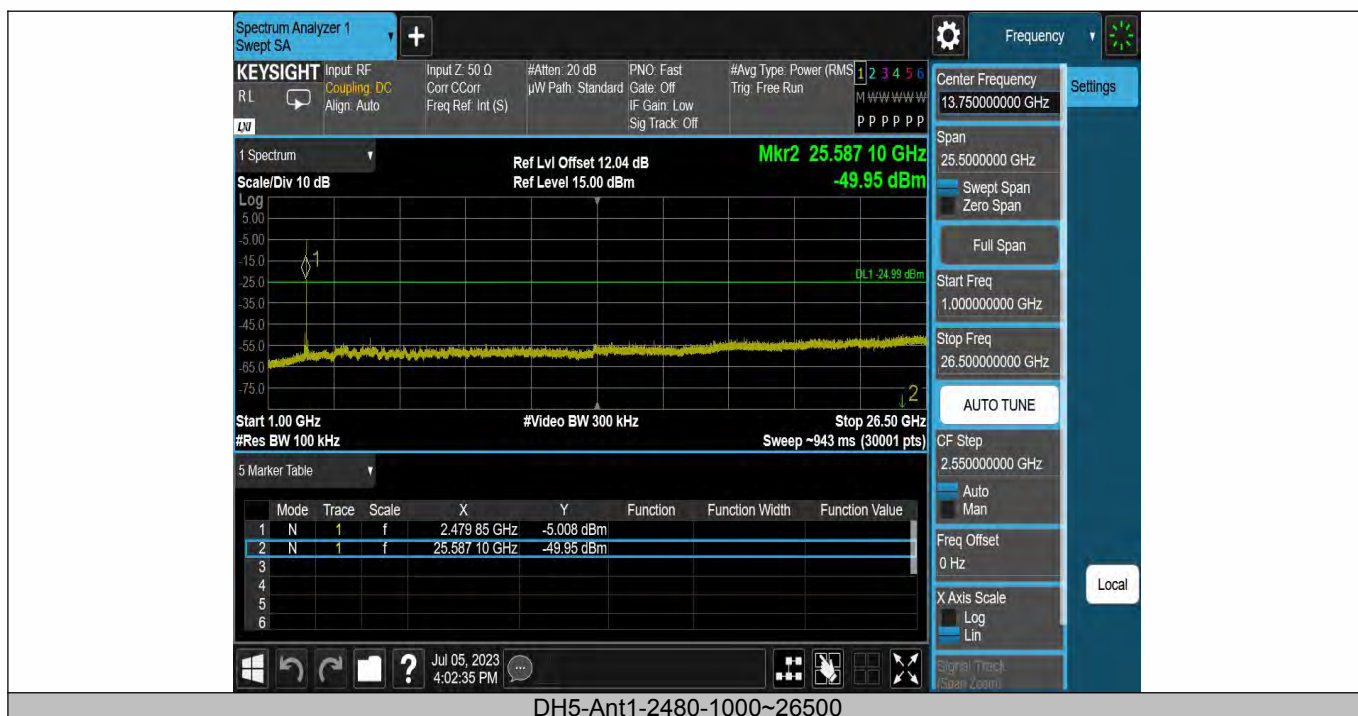 Spectrum Analyzer 1
Swept SA
+
Frequency
KEYSIGHT
R L
LXI
Input: RF
Coupling: DC
Align: Auto
Input Z: 50 Ω
Corr CCorr
Freq Ref: Int (S)
#Atten: 20 dB
µW Path: Standard
PNO: Fast
Gate: Off
IF Gain: Low
Sig Track: Off
#Avg Type: Power (RMS
Trig: Free Run
1 2 3 4 5 6
M W W W W W
P P P P P P
1 Spectrum
Scale/Div 10 dB
Ref Lvl Offset 12.04 dB
Ref Level 15.00 dBm
Mkr2 25.587 10 GHz
-49.95 dBm
Log
5.00
-5.00
-15.0
-25.0
-35.0
-45.0
-55.0
-65.0
-75.0
1
DL1 -24.99 dBm
2
Start 1.00 GHz
#Video BW 300 kHz
Stop 26.50 GHz
#Res BW 100 kHz
Sweep ~943 ms (30001 pts)
5 Marker Table
Mode Trace Scale X Y Function Function Width Function Value
1 N 1 f 2.479 85 GHz -5.008 dBm
2 N 1 f 25.587 10 GHz -49.95 dBm
3
4
5
6
?
Jul 05, 2023
4:02:35 PM
Center Frequency
13.750000000 GHz
Settings
Span
25.5000000 GHz
Swept Span
Zero Span
Full Span
Start Freq
1.000000000 GHz
Stop Freq
26.500000000 GHz
AUTO TUNE
CF Step
2.550000000 GHz
Auto
Man
Freq Offset
0 Hz
X Axis Scale
Log
Lin
Local
Signal Track
(Span Zoom)
DH5-Ant1-2480-1000~26500